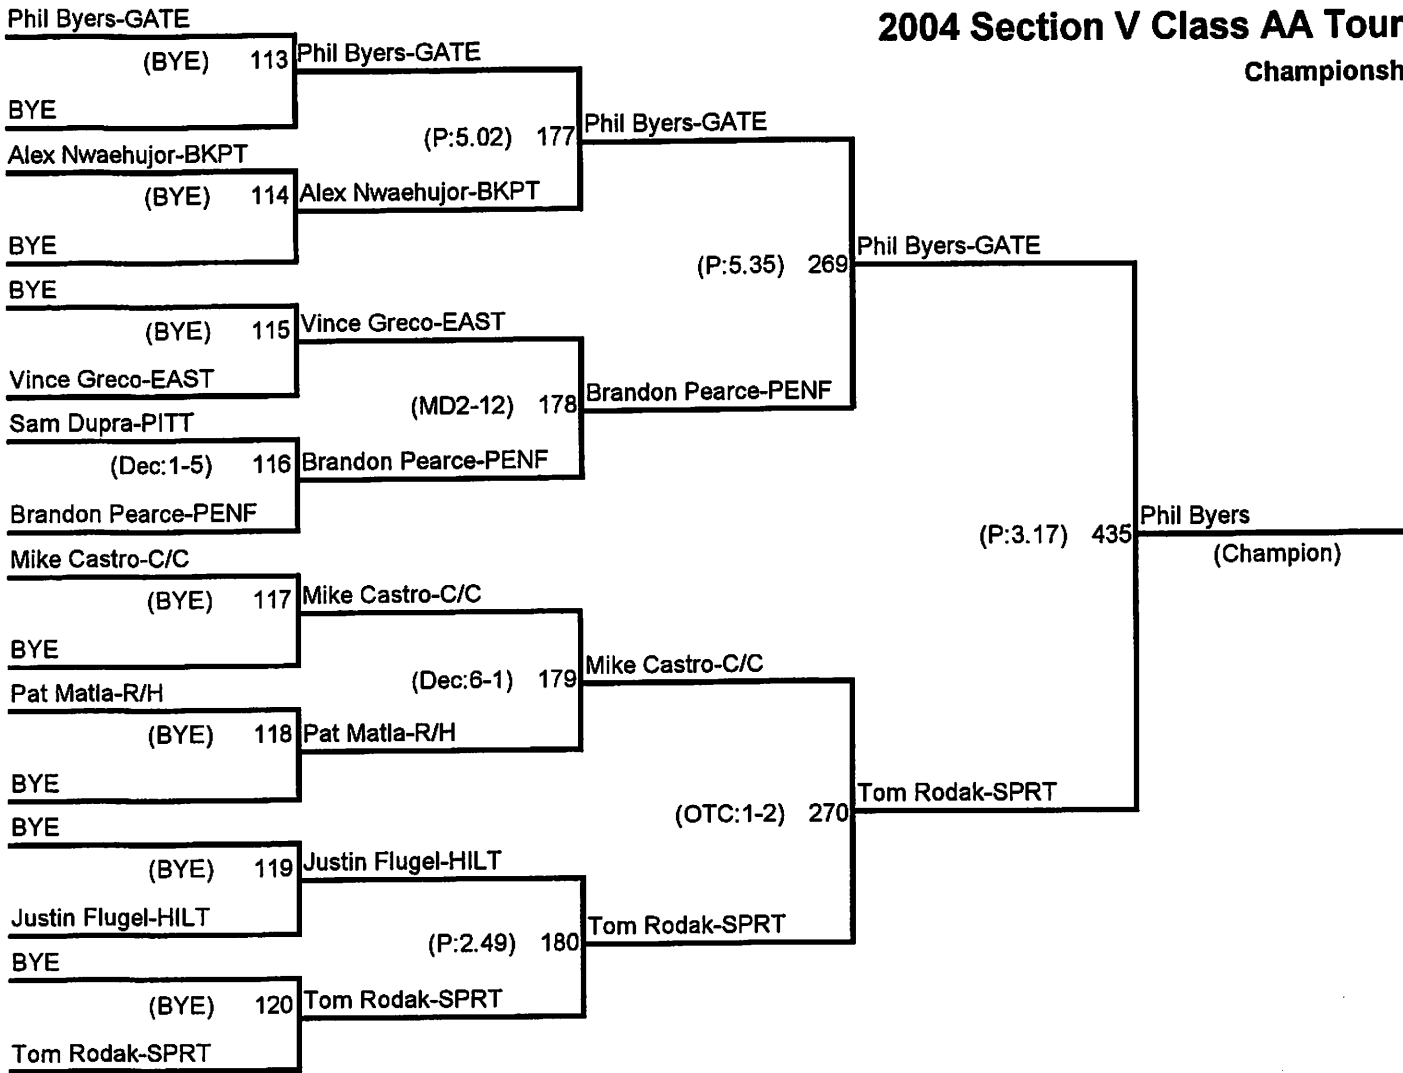 2004 Section V Class AA Tour
Championsh
Phil Byers-GATE
(BYE) 113
BYE
Phil Byers-GATE
Alex Nwaehujor-BKPT
(BYE) 114
BYE
Alex Nwaehujor-BKPT
(P:5.02) 177
Phil Byers-GATE
BYE
(BYE) 115
Vince Greco-EAST
Vince Greco-EAST
Sam Dupra-PITT
(Dec:1-5) 116
Brandon Pearce-PENF
Brandon Pearce-PENF
(MD2-12) 178
Brandon Pearce-PENF
(P:5.35) 269
Phil Byers-GATE
Mike Castro-C/C
(BYE) 117
BYE
Mike Castro-C/C
Pat Matla-R/H
(BYE) 118
BYE
Pat Matla-R/H
(Dec:6-1) 179
Mike Castro-C/C
BYE
(BYE) 119
Justin Flugel-HILT
Justin Flugel-HILT
BYE
(BYE) 120
Tom Rodak-SPRT
Tom Rodak-SPRT
(P:2.49) 180
Tom Rodak-SPRT
(OTC:1-2) 270
Tom Rodak-SPRT
(P:3.17) 435
Phil Byers
(Champion)